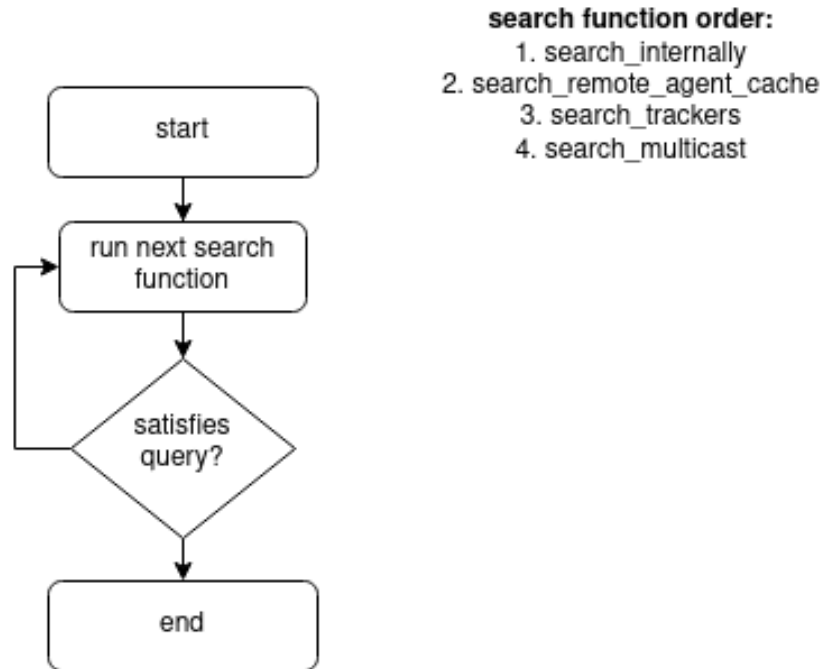 search function order:
1. search_internally
2. search_remote_agent_cache
3. search_trackers
4. search_multicast
start
run next search
function
satisfies
query?
end